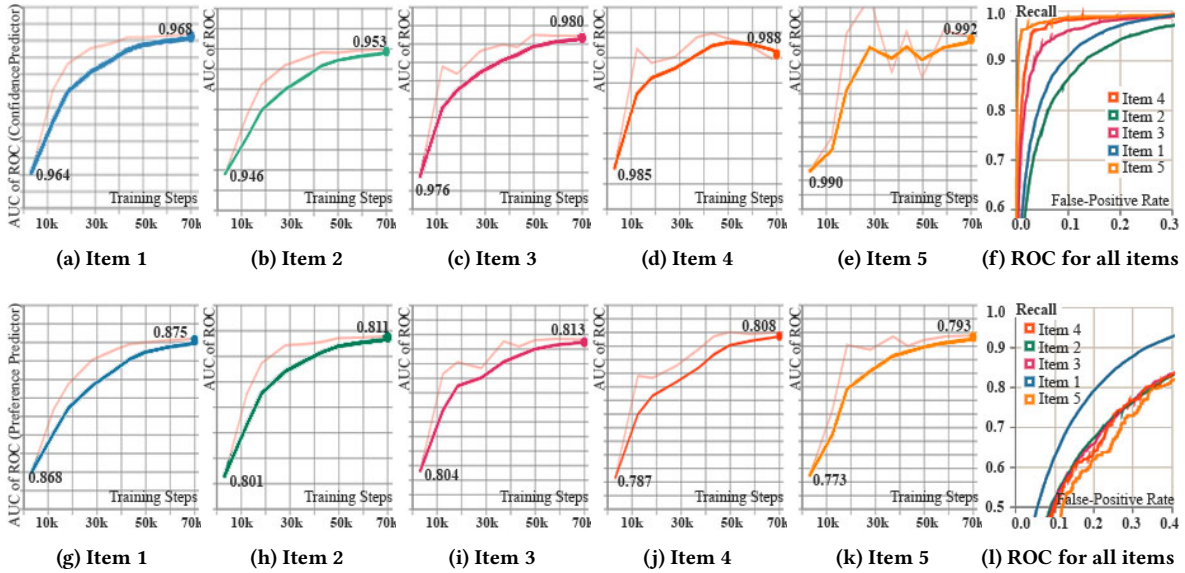 AUC of ROC (Confidence Predictor)
0.968
0.964
Training Steps
10k 30k 50k 70k
(a) Item 1
AUC of ROC
0.953
0.946
Training Steps
10k 30k 50k 70k
(b) Item 2
AUC of ROC
0.980
0.976
Training Steps
10k 30k 50k 70k
(c) Item 3
AUC of ROC
0.988
0.985
Training Steps
10k 30k 50k 70k
(d) Item 4
AUC of ROC
0.992
0.990
Training Steps
10k 30k 50k 70k
(e) Item 5
Recall
1.0
0.9
0.8
0.7
0.6
Item 4
Item 2
Item 3
Item 1
Item 5
False-Positive Rate
0.0 0.1 0.2 0.3
(f) ROC for all items
AUC of ROC (Preference Predictor)
0.875
0.868
Training Steps
10k 30k 50k 70k
(g) Item 1
AUC of ROC
0.811
0.801
Training Steps
10k 30k 50k 70k
(h) Item 2
AUC of ROC
0.813
0.804
Training Steps
10k 30k 50k 70k
(i) Item 3
AUC of ROC
0.808
0.787
Training Steps
10k 30k 50k 70k
(j) Item 4
AUC of ROC
0.793
0.773
Training Steps
10k 30k 50k 70k
(k) Item 5
Recall
1.0
0.9
0.8
0.7
0.6
0.5
Item 4
Item 2
Item 3
Item 1
Item 5
False-Positive Rate
0.0 0.1 0.2 0.3 0.4
(l) ROC for all items